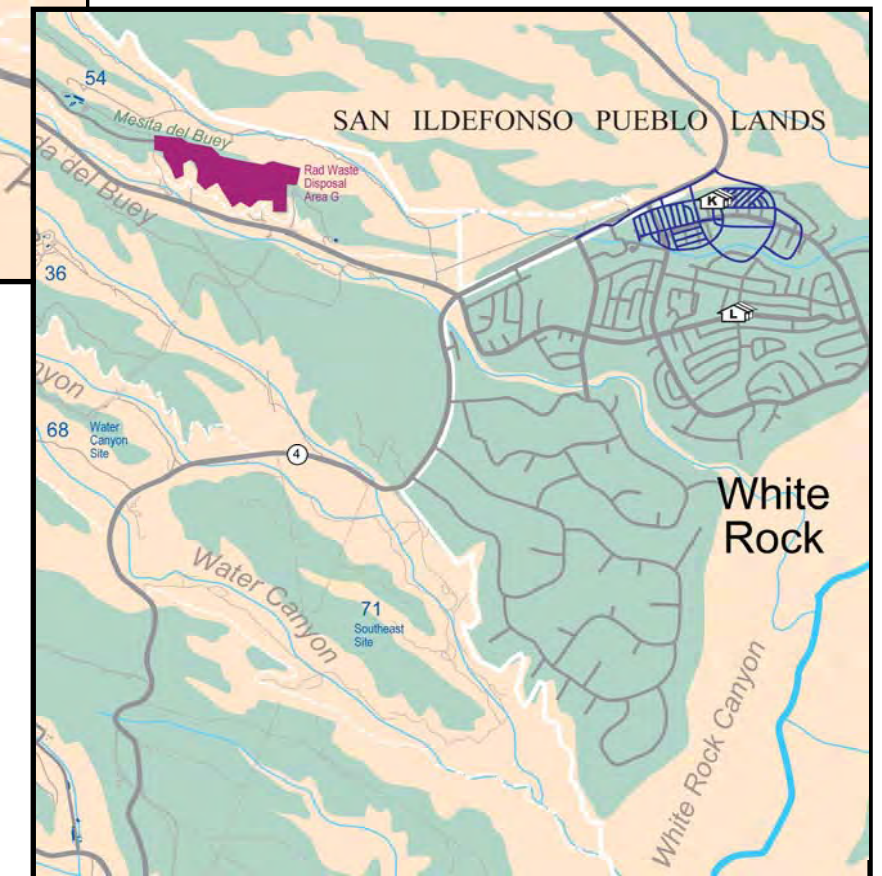 54
Mesita del Buey
SAN ILDEFONSO PUEBLO LANDS
Rad Waste
Disposal
Area G
K
da del Buey
36
L
yon
68
Water
Canyon
Site
4
White
Rock
Water Canyon
71
Southeast
Site
White Rock Canyon